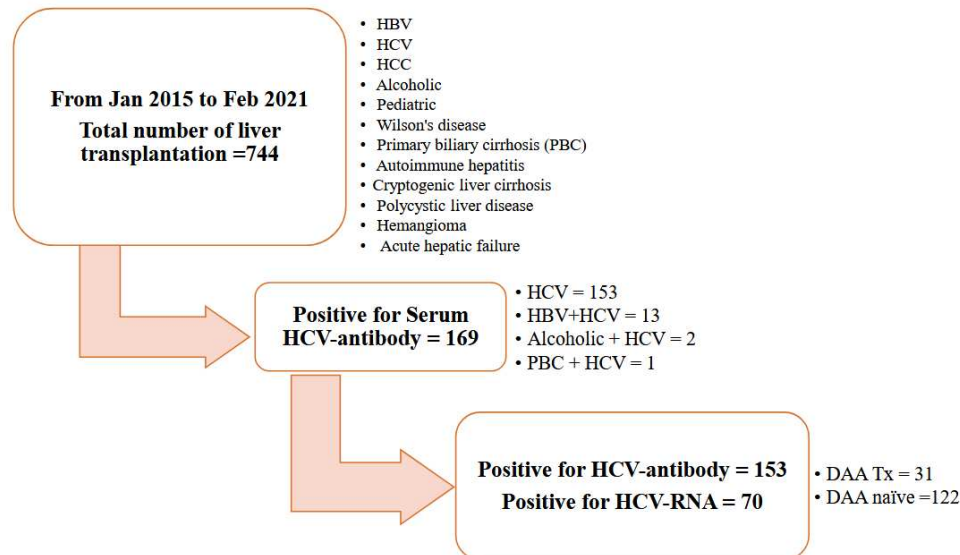 From Jan 2015 to Feb 2021
Total number of liver
transplantation =744
• HBV
• HCV
• HCC
• Alcoholic
• Pediatric
• Wilson's disease
• Primary biliary cirrhosis (PBC)
• Autoimmune hepatitis
• Cryptogenic liver cirrhosis
• Polycystic liver disease
• Hemangioma
• Acute hepatic failure
Positive for Serum
HCV-antibody = 169
• HCV = 153
• HBV+HCV = 13
• Alcoholic + HCV = 2
• PBC + HCV = 1
Positive for HCV-antibody = 153
Positive for HCV-RNA = 70
• DAA Tx = 31
• DAA naïve =122